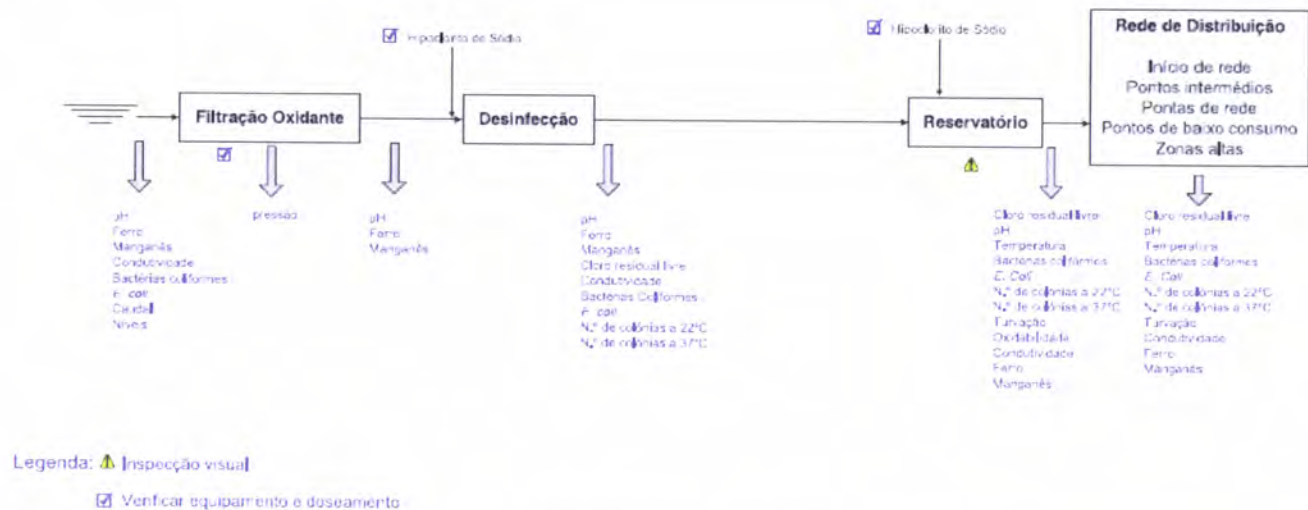 Hipoclorito de Sódio
Hipoclorito de Sódio
Rede de Distribuição
Início de rede
Pontos intermédios
Pontas de rede
Pontos de baixo consumo
Zonas altas
Filtração Oxidante
Desinfecção
Reservatório
pH
Ferro
Manganês
Condutividade
Bactérias coliformes
E. coli
Caudal
Níveis
pressão
pH
Ferro
Manganês
pH
Ferro
Manganês
Cloro residual livre
Condutividade
Bactérias Coliformes
E. coli
N.º de colónias a 22ºC
N.º de colónias a 37ºC
Cloro residual livre
pH
Temperatura
Bactérias coliformes
E. Coli
N.º de colónias a 22ºC
N.º de colónias a 37ºC
Turvação
Oxidabilidade
Condutividade
Ferro
Manganês
Cloro residual livre
pH
Temperatura
Bactérias coliformes
E. Coli
N.º de colónias a 22ºC
N.º de colónias a 37ºC
Turvação
Condutividade
Ferro
Manganês
Legenda: Inspecção visual
Verificar equipamento e doseamento